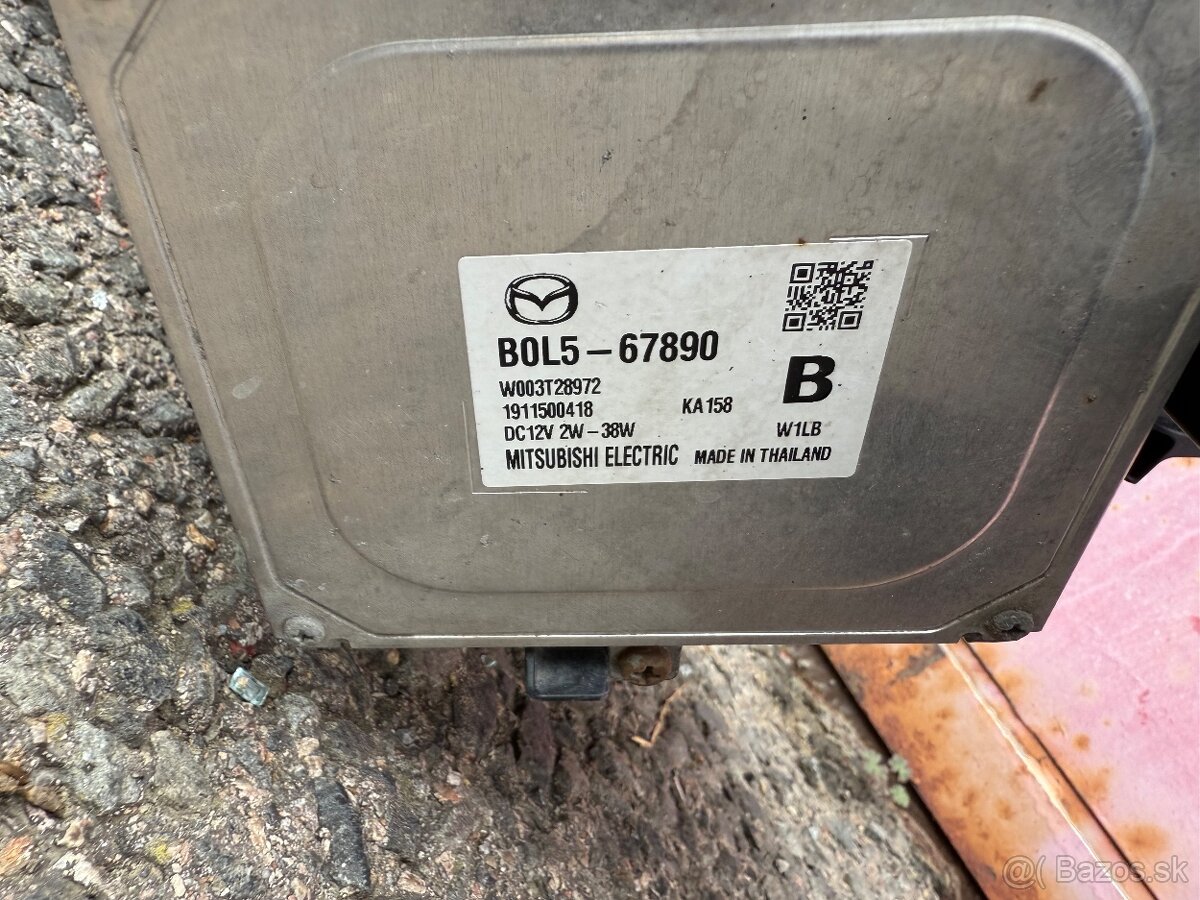 B0L5-67890
B
W003T28972
1911500418 KA158
DC12V 2W-38W W1LB
MITSUBISHI ELECTRIC MADE IN THAILAND
@( Bazos.sk